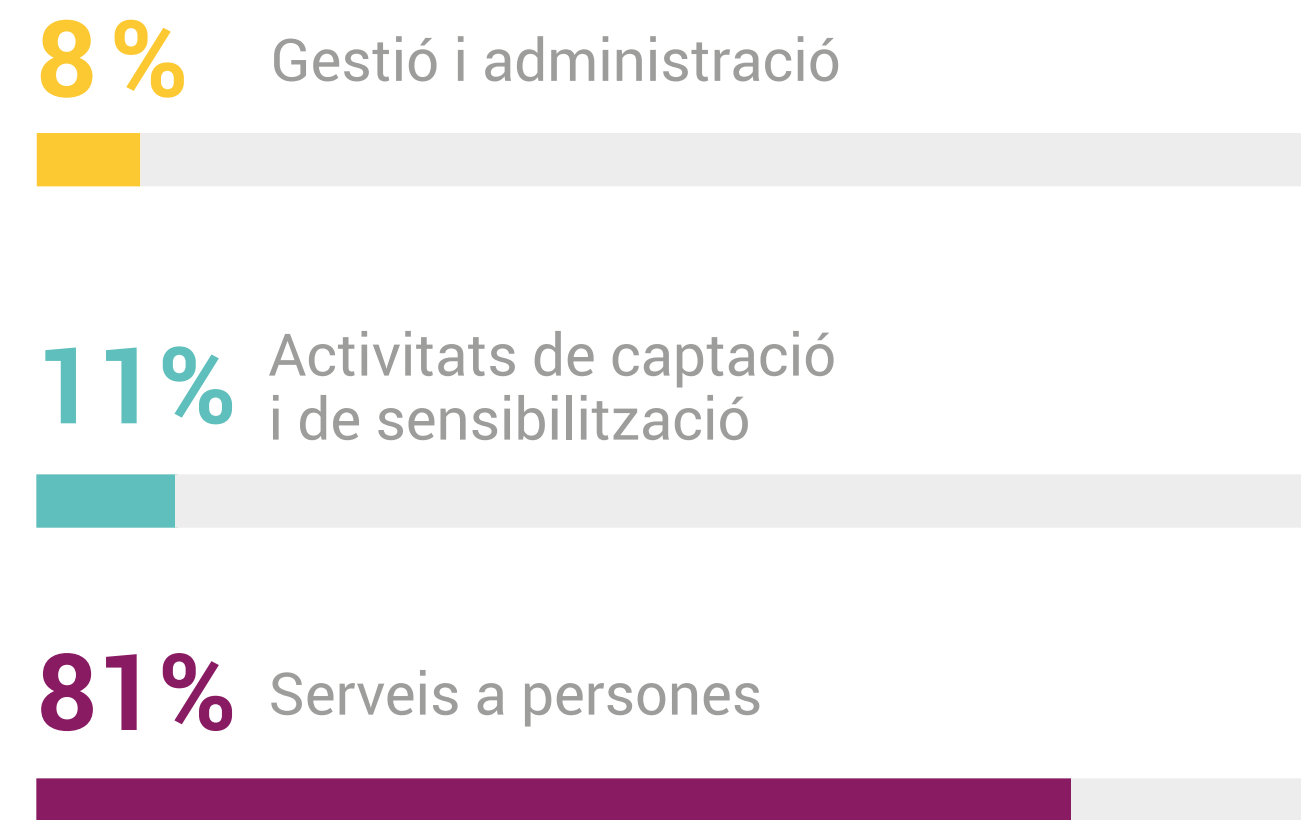 8 % Gestió i administració
11% Activitats de captació
i de sensibilització
81% Serveis a persones